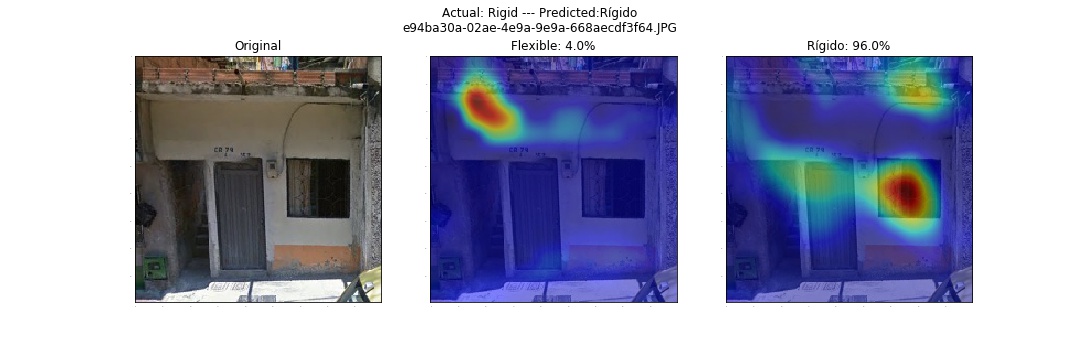 Actual: Rigid --- Predicted:Rígido
e94ba30a-02ae-4e9a-9e9a-668aecdf3f64.JPG
Original
Flexible: 4.0%
Rígido: 96.0%